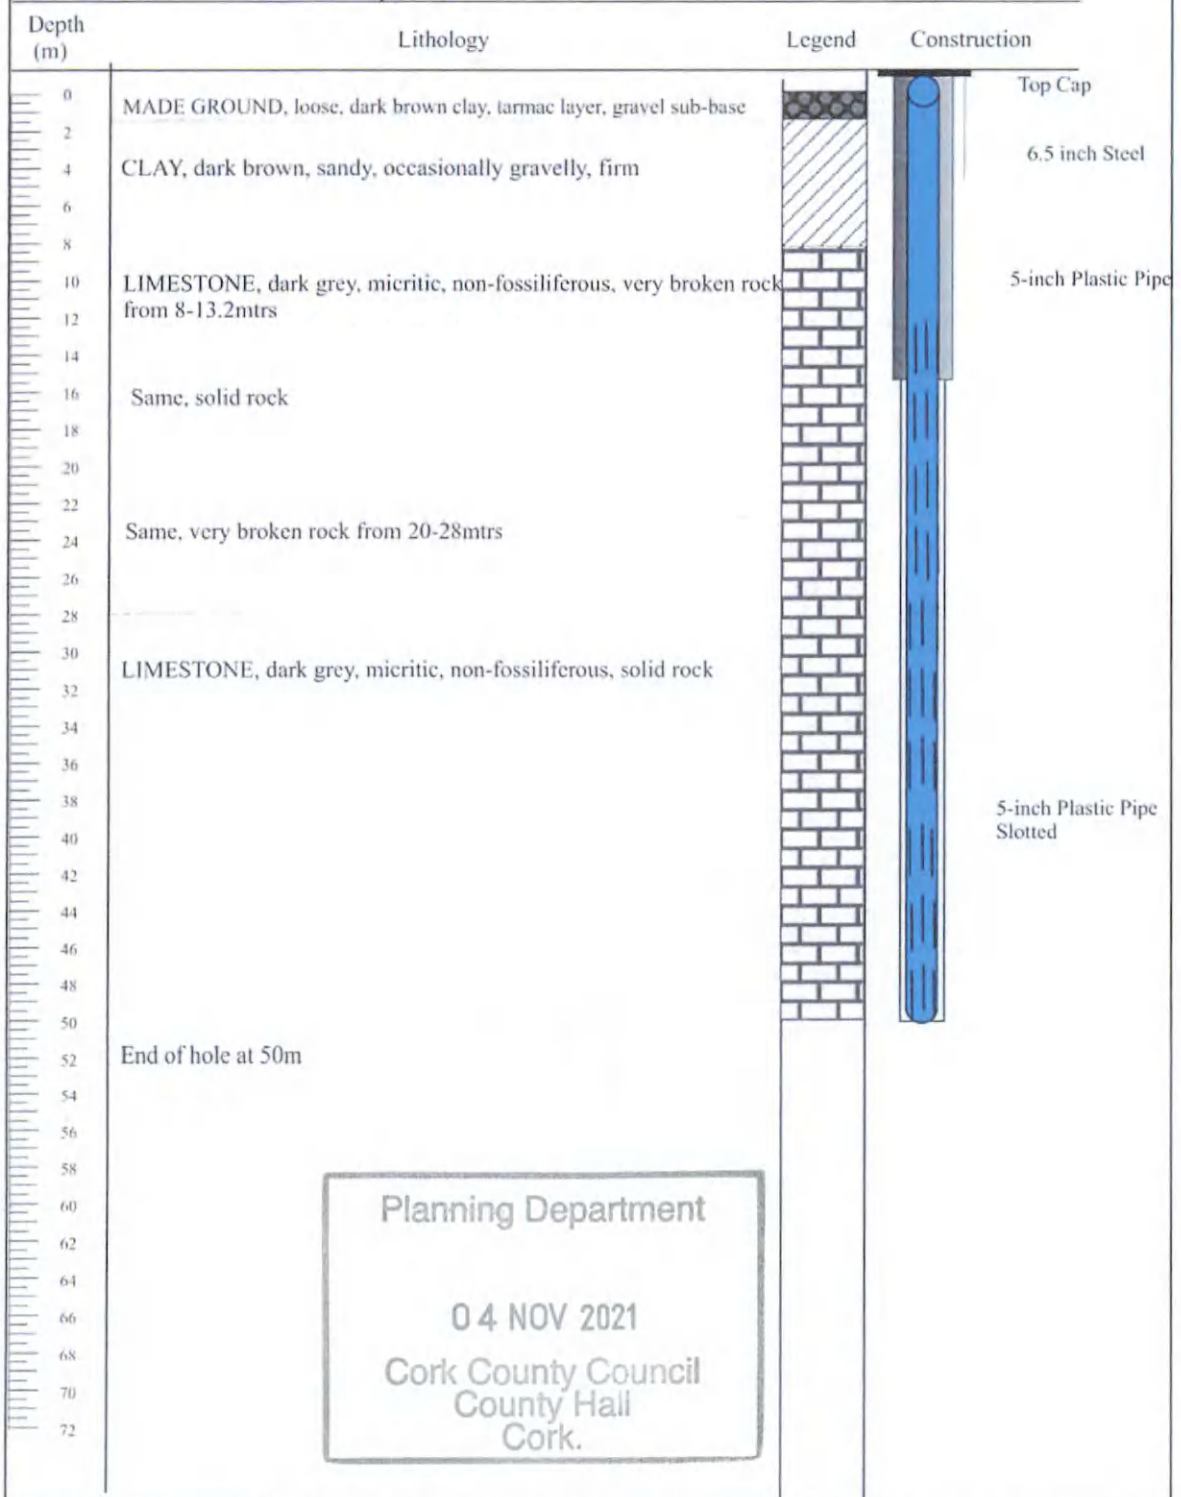 Depth
(m)
Lithology
Legend
Construction
0
MADE GROUND, loose, dark brown clay, tarmac layer, gravel sub-base
Top Cap
2
4
CLAY, dark brown, sandy, occasionally gravelly, firm
6.5 inch Steel
6
8
10
LIMESTONE, dark grey, micritic, non-fossiliferous, very broken rock
from 8-13.2mtrs
5-inch Plastic Pipe
12
14
16
Same, solid rock
18
20
22
Same, very broken rock from 20-28mtrs
24
26
28
30
LIMESTONE, dark grey, micritic, non-fossiliferous, solid rock
32
34
36
38
5-inch Plastic Pipe
Slotted
40
42
44
46
48
50
52
End of hole at 50m
54
56
58
60
62
64
66
68
70
72
Planning Department
04 NOV 2021
Cork County Council
County Hall
Cork.